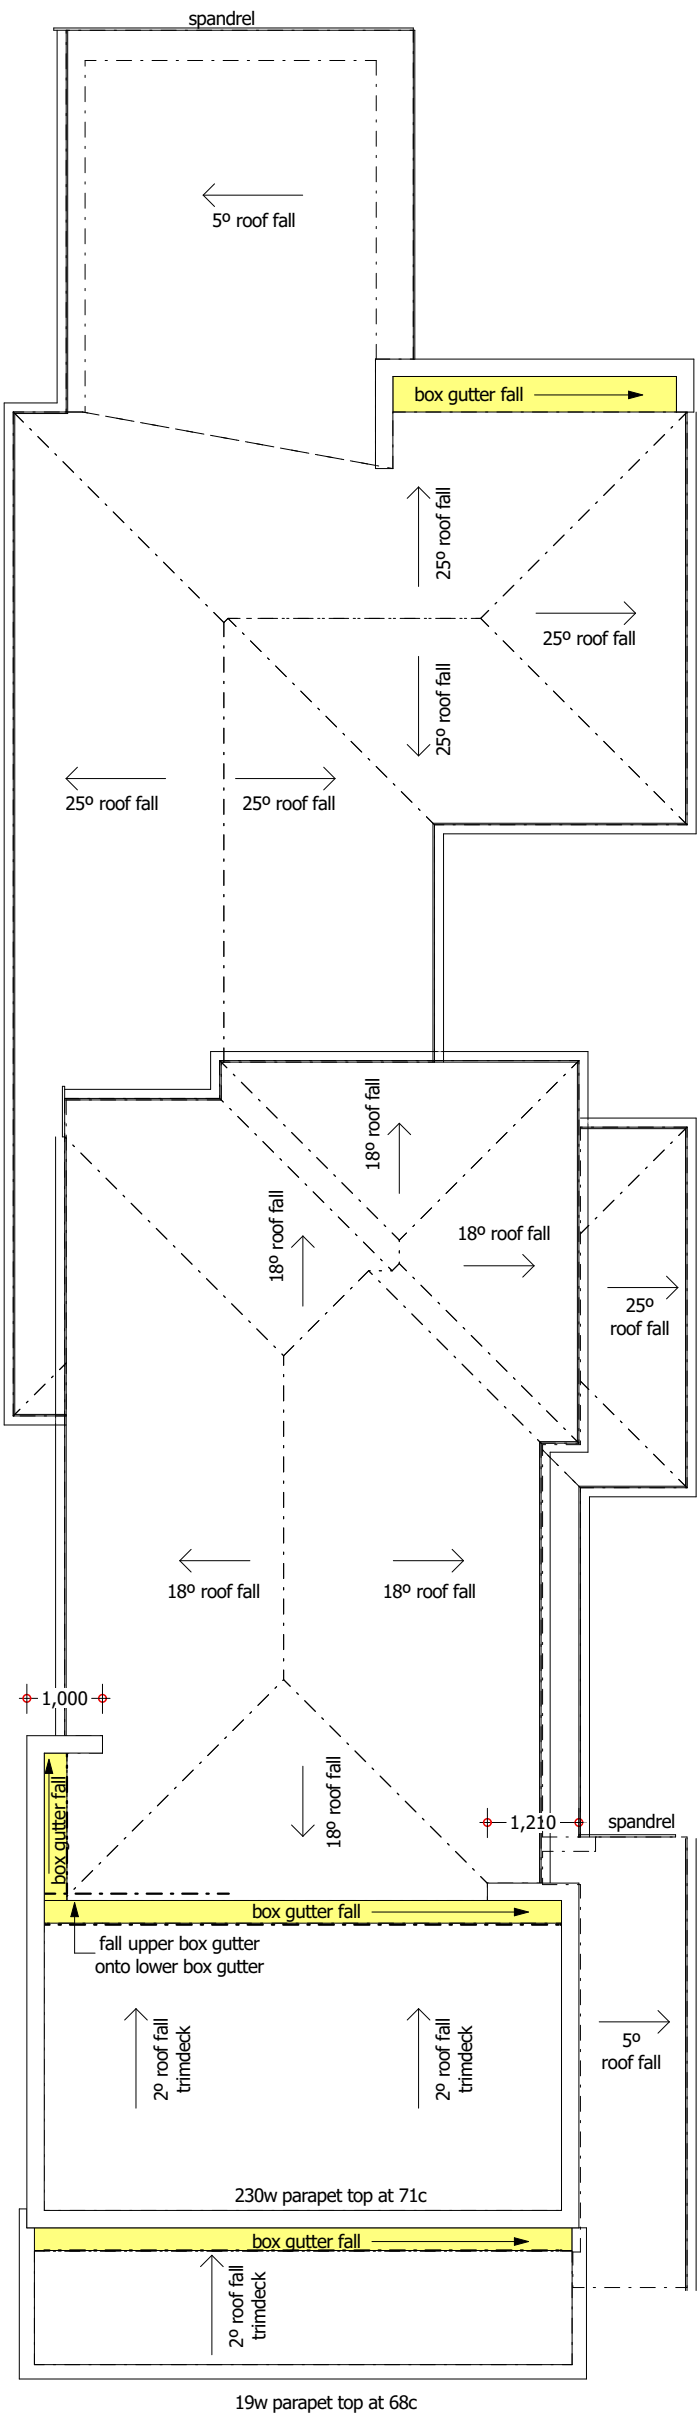 spandrel
5º roof fall
box gutter fall
25º roof fall
25º roof fall
25º roof fall
25º roof fall
25º roof fall
18º roof fall
18º roof fall
18º roof fall
25º
roof fall
18º roof fall
18º roof fall
1,000
box gutter fall
18º roof fall
1,210
spandrel
box gutter fall
fall upper box gutter
onto lower box gutter
2º roof fall
trimdeck
2º roof fall
trimdeck
5º
roof fall
230w parapet top at 71c
box gutter fall
2º roof fall
trimdeck
19w parapet top at 68c